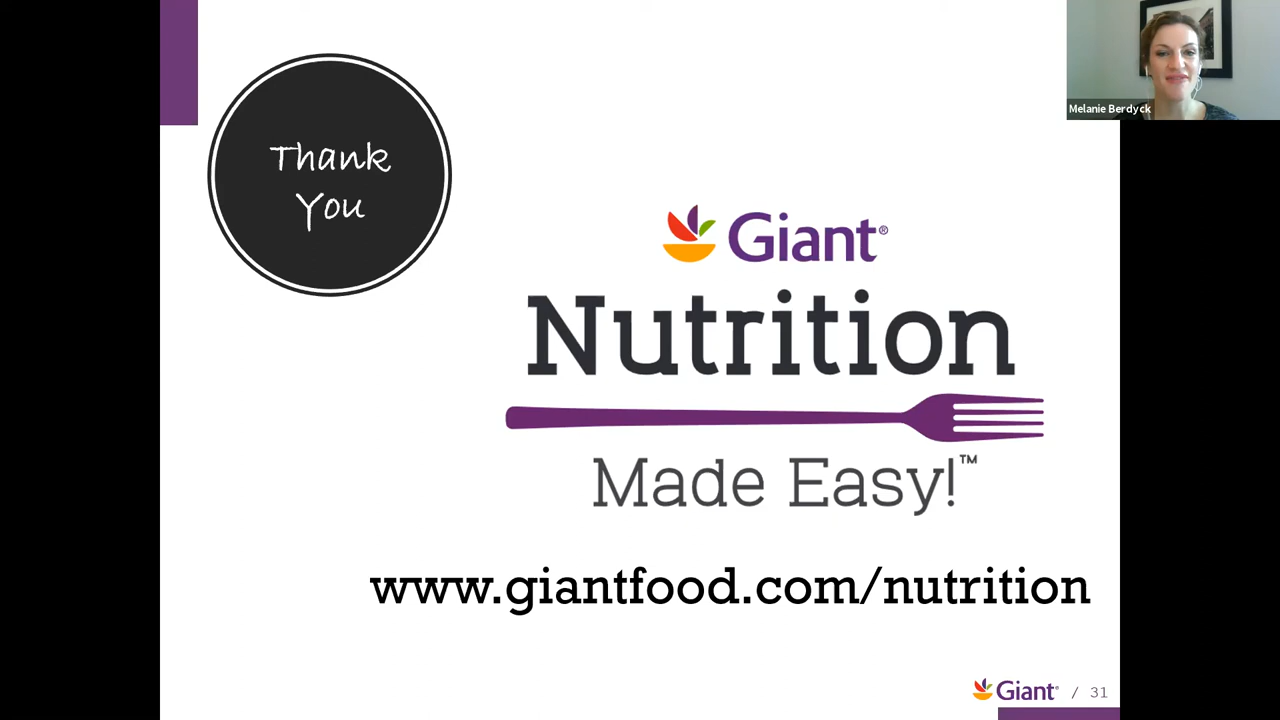 Thank
You
Melanie Berdyck
Giant®
Nutrition
Made Easy!™
www.giantfood.com/nutrition
Giant® / 31